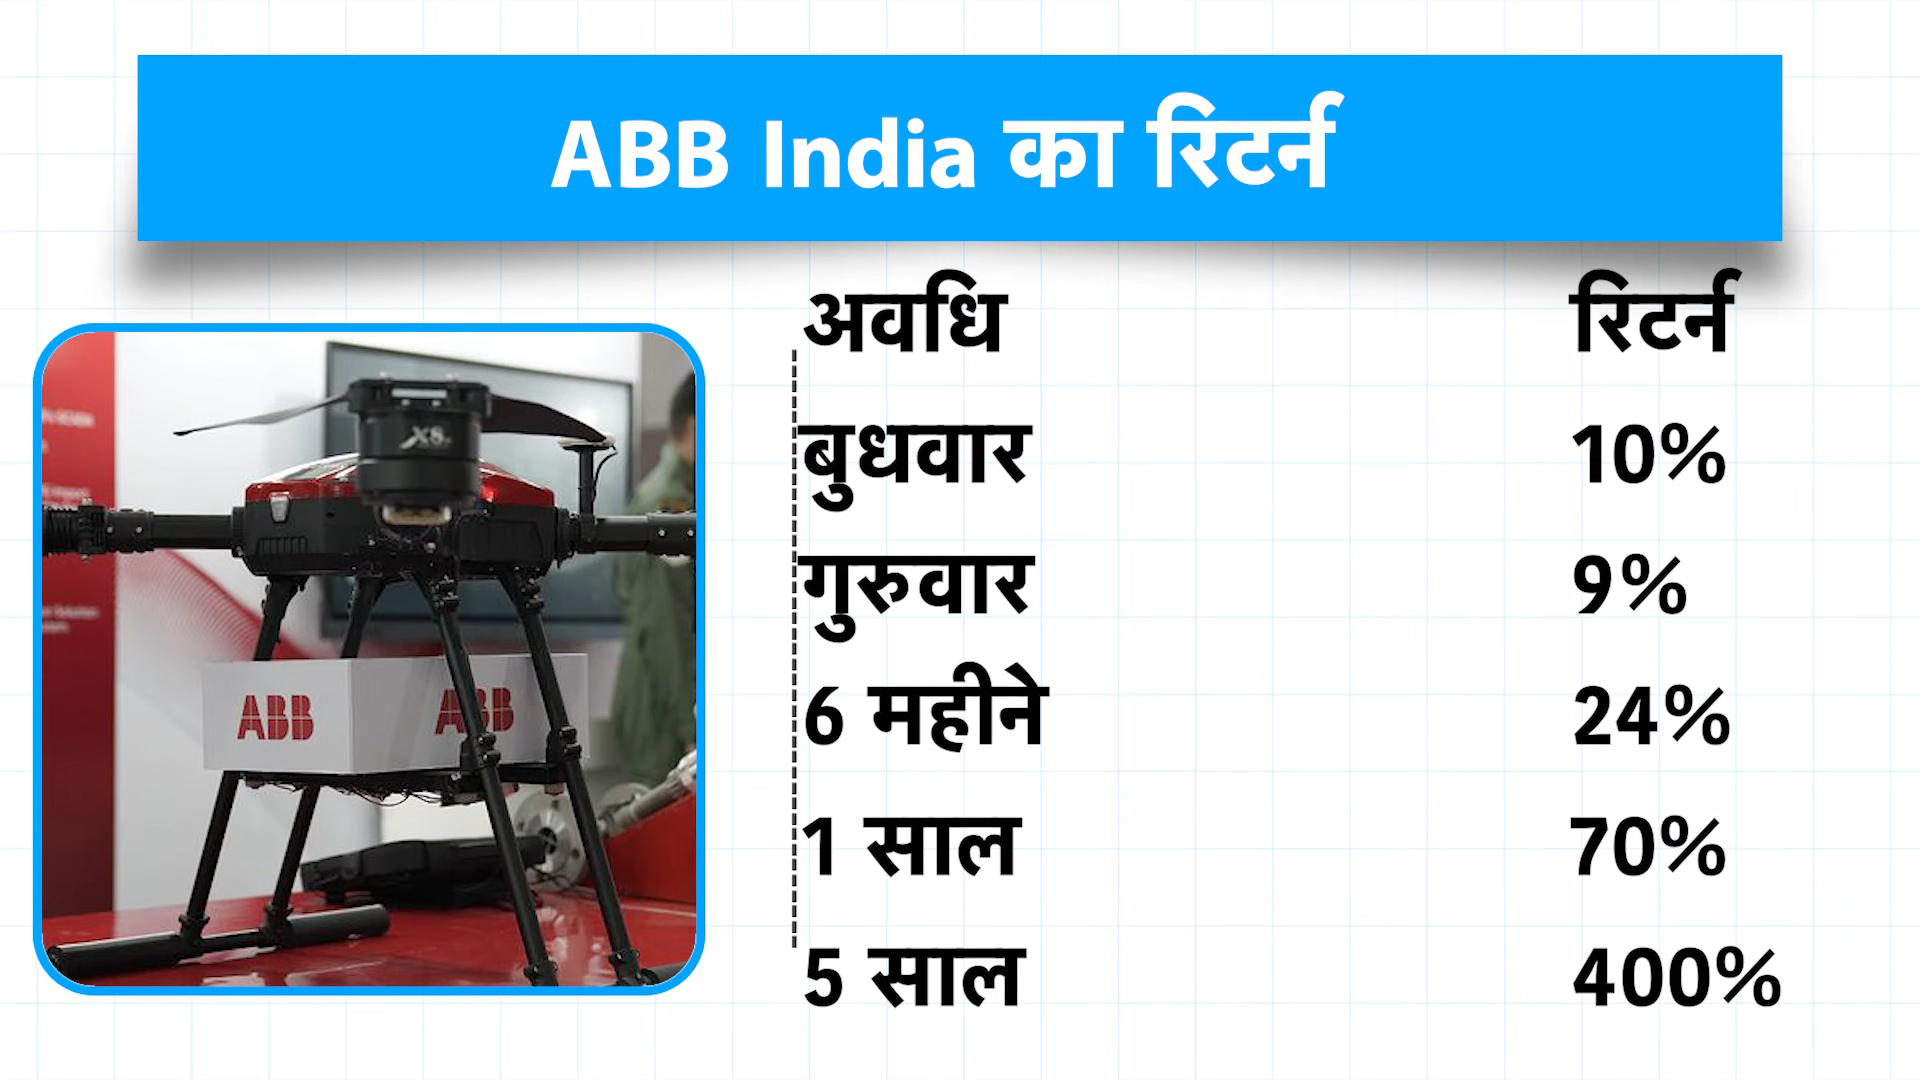 ABB India का रिटर्न
अवधि रिटर्न
बुधवार 10%
गुरुवार 9%
6 महीने 24%
1 साल 70%
5 साल 400%
X8
ABB ABB